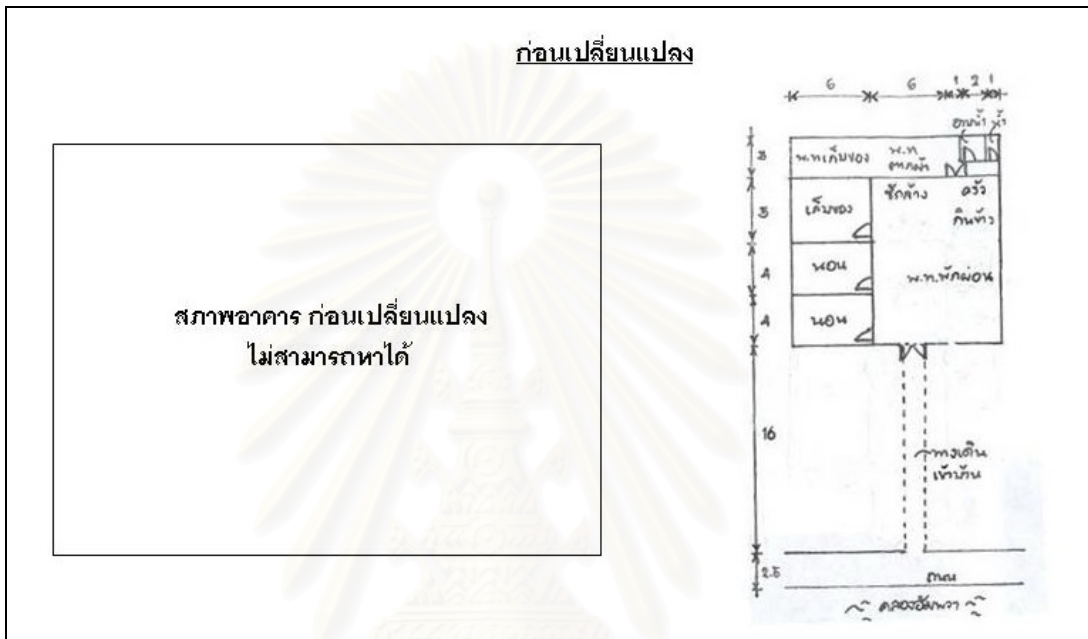 ก่อนเปลี่ยนแปลง
สภาพอาคาร ก่อนเปลี่ยนแปลง
ไม่สามารถหาได้
6 6 1 2 1
อาบน้ำ
3 พ.ท.เก็บของ พ.ท. ตากผ้า
ซักล้าง ครัว
5 เก็บของ กินข้าว
4 นอน พ.ท.พักผ่อน
4 นอน
16
ทางเดิน
เข้าบ้าน
2.5 ถนน
คลองอัมพวา